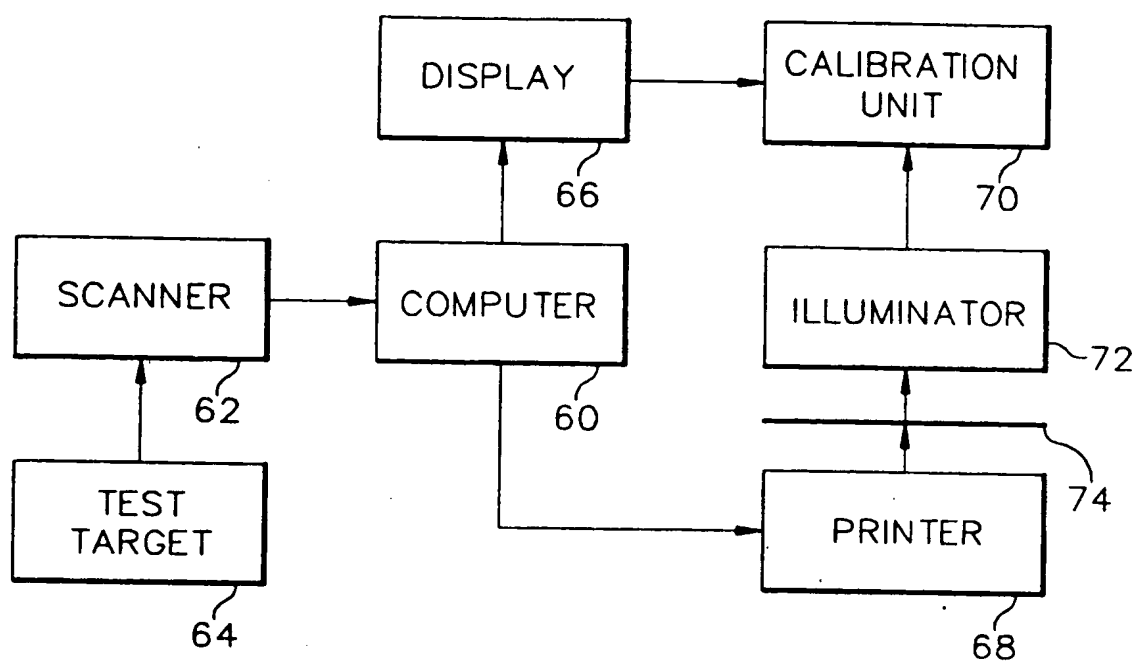 DISPLAY
66
CALIBRATION
UNIT
70
SCANNER
62
COMPUTER
60
ILLUMINATOR
72
74
TEST
TARGET
64
PRINTER
68